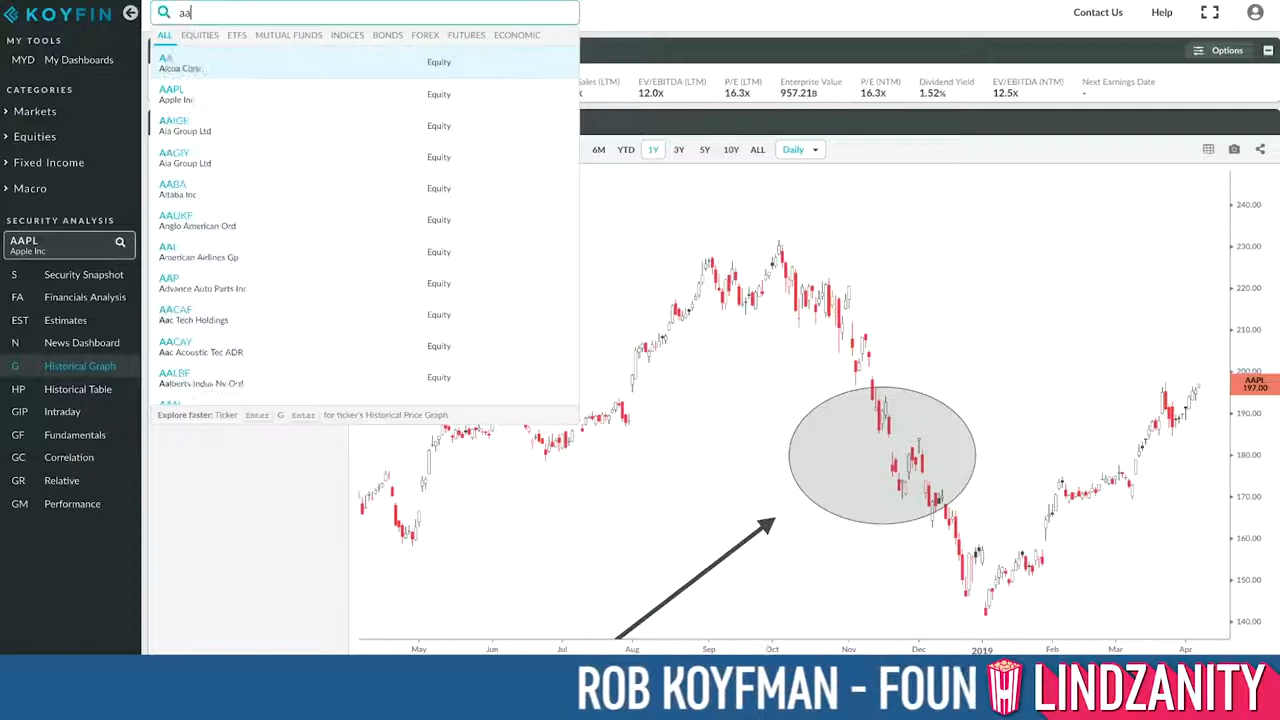 KOYFIN
aa
Contact Us
Help
MY TOOLS
MYD My Dashboards
CATEGORIES
Markets
Equities
Fixed Income
Macro
SECURITY ANALYSIS
AAPL
Apple Inc
S Security Snapshot
FA Financials Analysis
EST Estimates
N News Dashboard
G Historical Graph
HP Historical Table
GIP Intraday
GF Fundamentals
GC Correlation
GR Relative
GM Performance
ALL EQUITIES ETFS MUTUAL FUNDS INDICES BONDS FOREX FUTURES ECONOMIC
AA
Alcoa Corp
Equity
AAPL
Apple Inc
Equity
Aia Group Ltd
Equity
AAGIY
Aia Group Ltd
Equity
AABA
Altaba Inc
Equity
AAUKF
Anglo American Ord
Equity
AAL
American Airlines Gp
Equity
AAP
Advance Auto Parts Inc
Equity
AACAF
Aac Tech Holdings
Equity
AACAY
Aac Acoustic Tec ADR
Equity
AALBF
Aalberts Indus Nv Ord
Equity
Explore faster: Ticker Enter G Enter for ticker's Historical Price Graph.
Options
Sales (LTM) EV/EBITDA (LTM) P/E (LTM) Enterprise Value P/E (NTM) Dividend Yield EV/EBITDA (NTM) Next Earnings Date
x 12.0x 16.3x 957.21B 16.3x 1.52% 12.5x -
6M YTD 1Y 3Y 5Y 10Y ALL Daily
240.00
230.00
220.00
210.00
200.00
AAPL
197.00
190.00
180.00
170.00
160.00
150.00
140.00
May Jun Jul Aug Sep Oct Nov Dec 2019 Feb Mar Apr
ROB KOYFMAN - FOUN
LINDZANITY